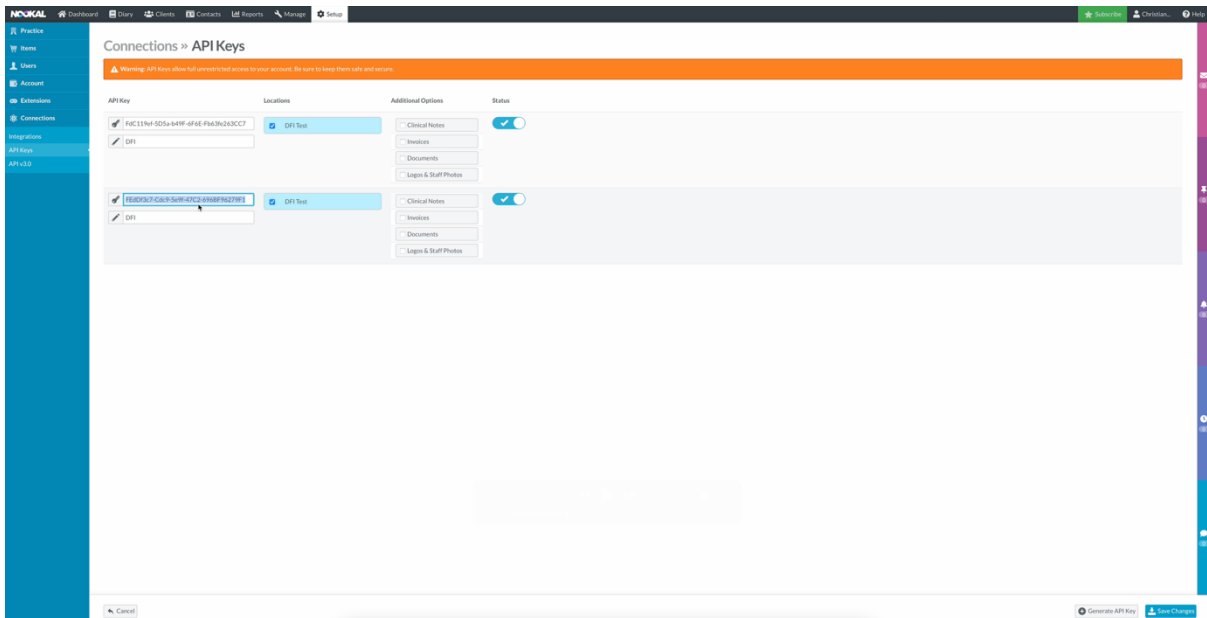 NOOKAL Dashboard Diary Clients Contacts Reports Manage Setup Subscribe Christian... Help
Practice
Items
Users
Account
Extensions
Connections
Integrations
API Keys
API v3.0
Connections » API Keys
Warning: API Keys allow full unrestricted access to your account. Be sure to keep them safe and secure.
API Key Locations Additional Options Status
FdC119ef-5D5a-b49F-6F6E-Fb63fe263CC7 DFI Test Clinical Notes
DFI Invoices
Documents
Logos & Staff Photos
FEdDf3c7-Cdc9-5e9f-47C2-696BF96279F1 DFI Test Clinical Notes
DFI Invoices
Documents
Logos & Staff Photos
Cancel Generate API Key Save Changes